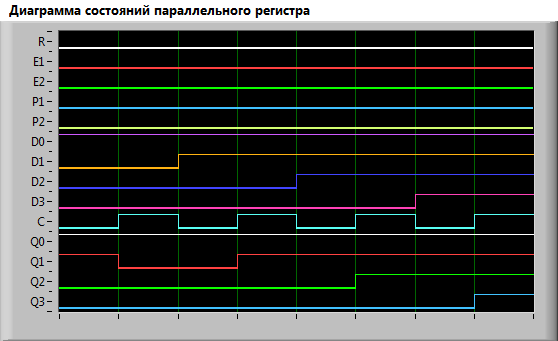 Диаграмма состояний параллельного регистра
R
E1
E2
P1
P2
D0
D1
D2
D3
C
Q0
Q1
Q2
Q3